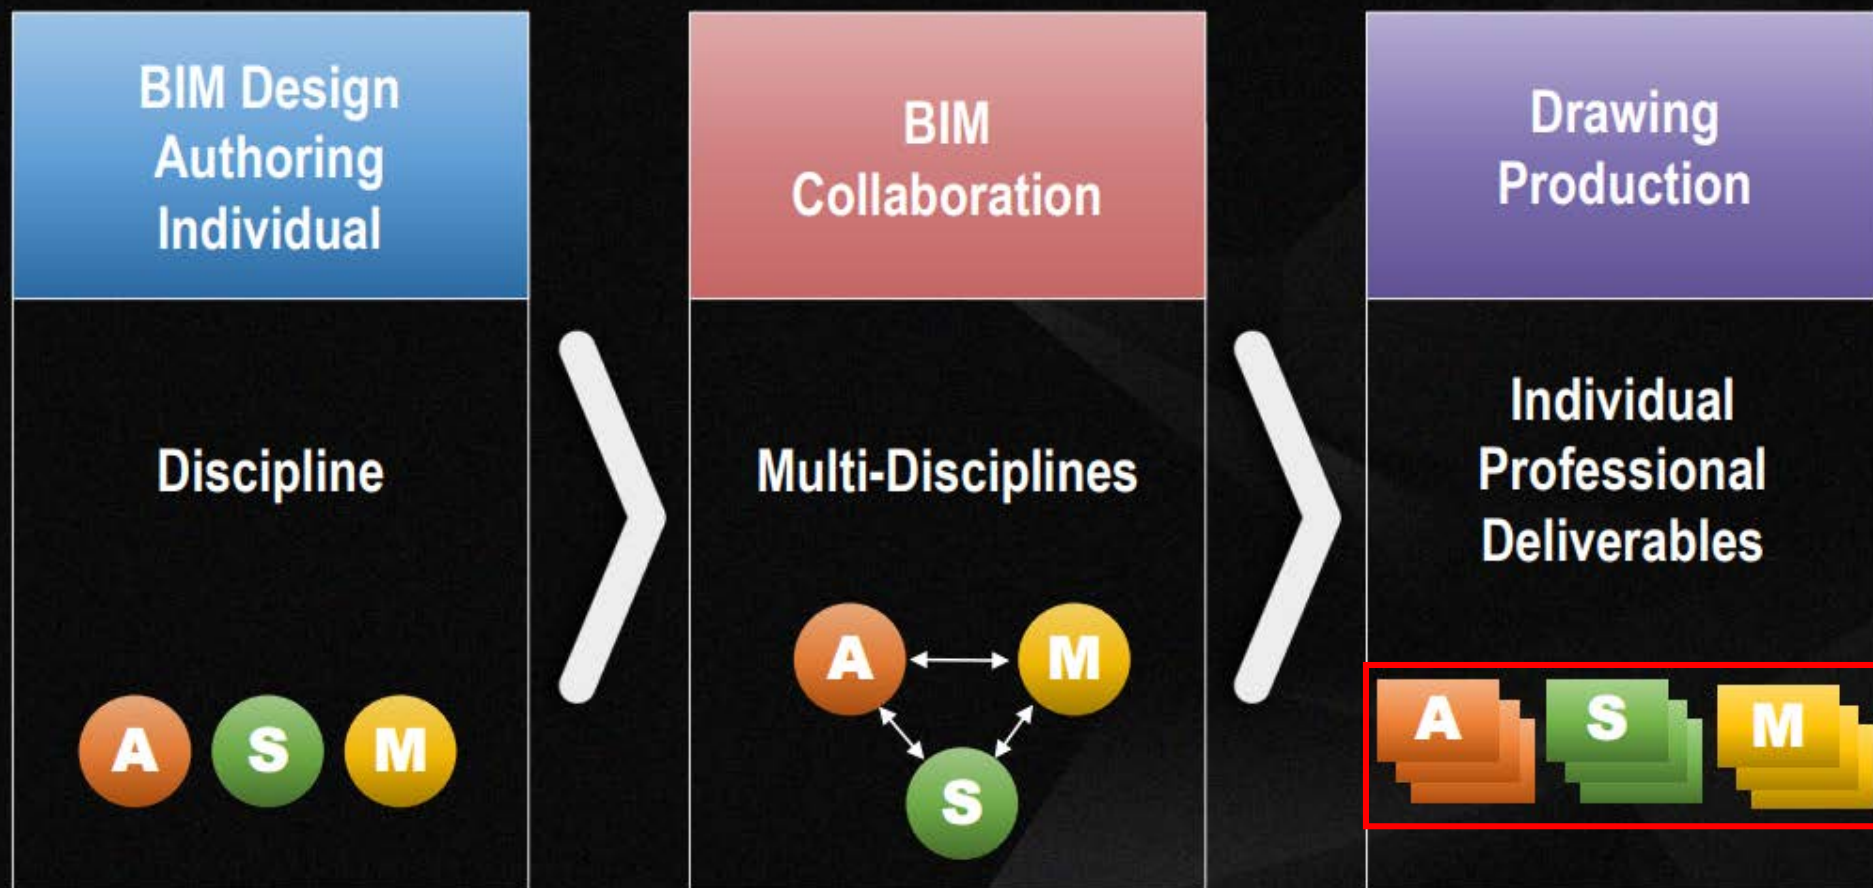 BIM Design
Authoring
Individual
Discipline
A S M
BIM
Collaboration
Multi-Disciplines
A M
S
Drawing
Production
Individual
Professional
Deliverables
A S M